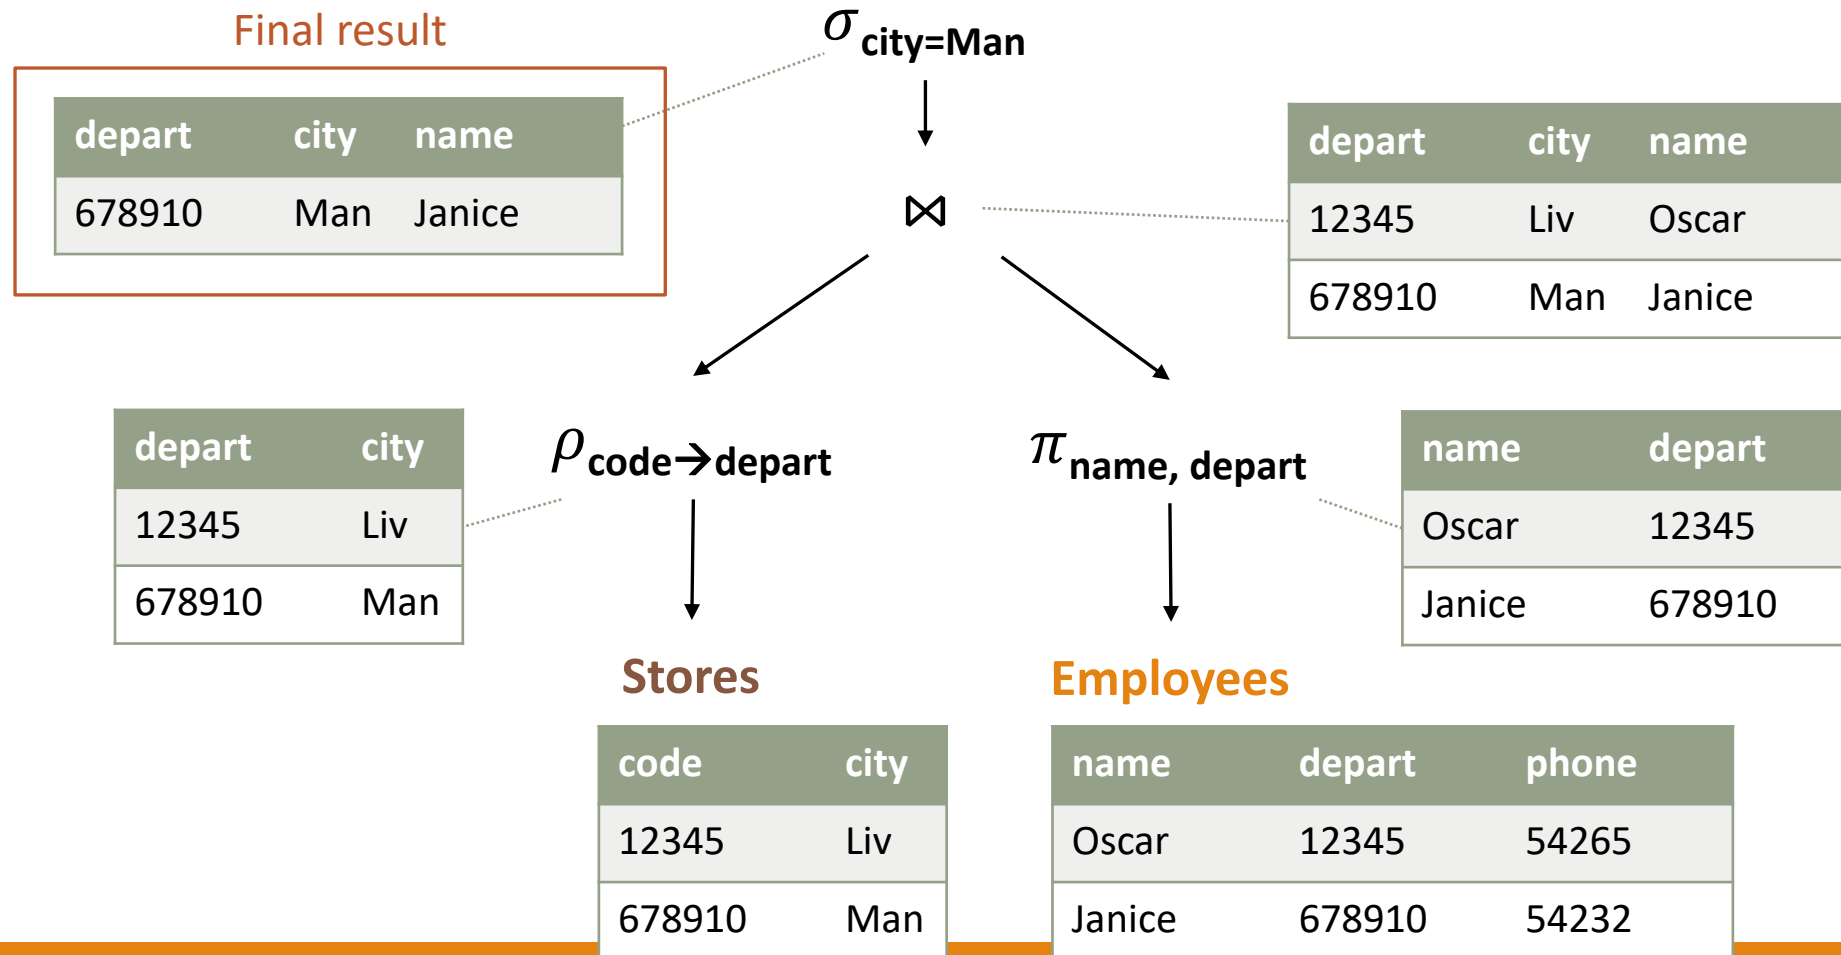 Final result
σ city=Man
depart city name
678910 Man Janice
⋈
depart city name
12345 Liv Oscar
678910 Man Janice
depart city
12345 Liv
678910 Man
ρ code→depart
π name, depart
name depart
Oscar 12345
Janice 678910
Stores
code city
12345 Liv
678910 Man
Employees
name depart phone
Oscar 12345 54265
Janice 678910 54232